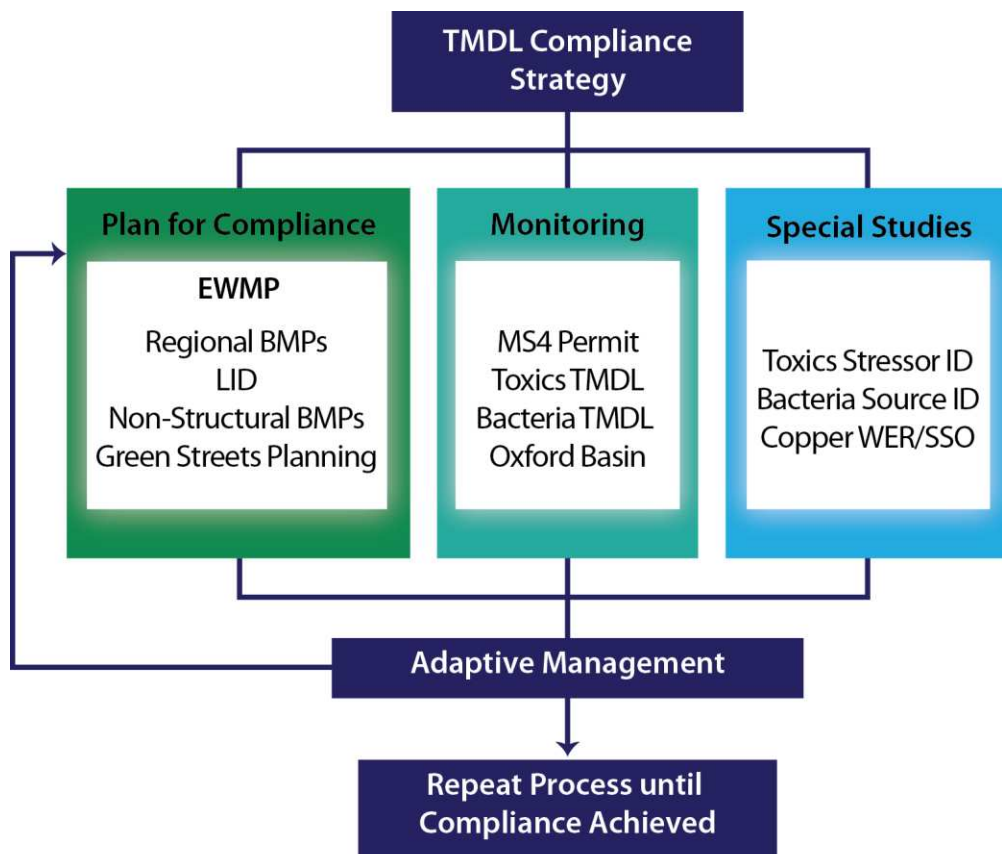 TMDL Compliance
Strategy
Plan for Compliance
EWMP
Regional BMPs
LID
Non-Structural BMPs
Green Streets Planning
Monitoring
MS4 Permit
Toxics TMDL
Bacteria TMDL
Oxford Basin
Special Studies
Toxics Stressor ID
Bacteria Source ID
Copper WER/SSO
Adaptive Management
Repeat Process until
Compliance Achieved